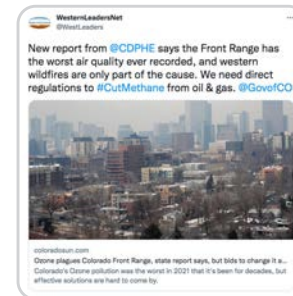 WesternLeadersNet
@WestLeaders
New report from @CDPHE says the Front Range has
the worst air quality ever recorded, and western
wildfires are only part of the cause. We need direct
regulations to #CutMethane from oil & gas. @GovofCO
coloradosun.com
Ozone plagues Colorado Front Range, state report says, but bids to change it a...
Colorado's Ozone pollution was the worst in 2021 that it's been for decades, but
effective solutions are hard to come by.